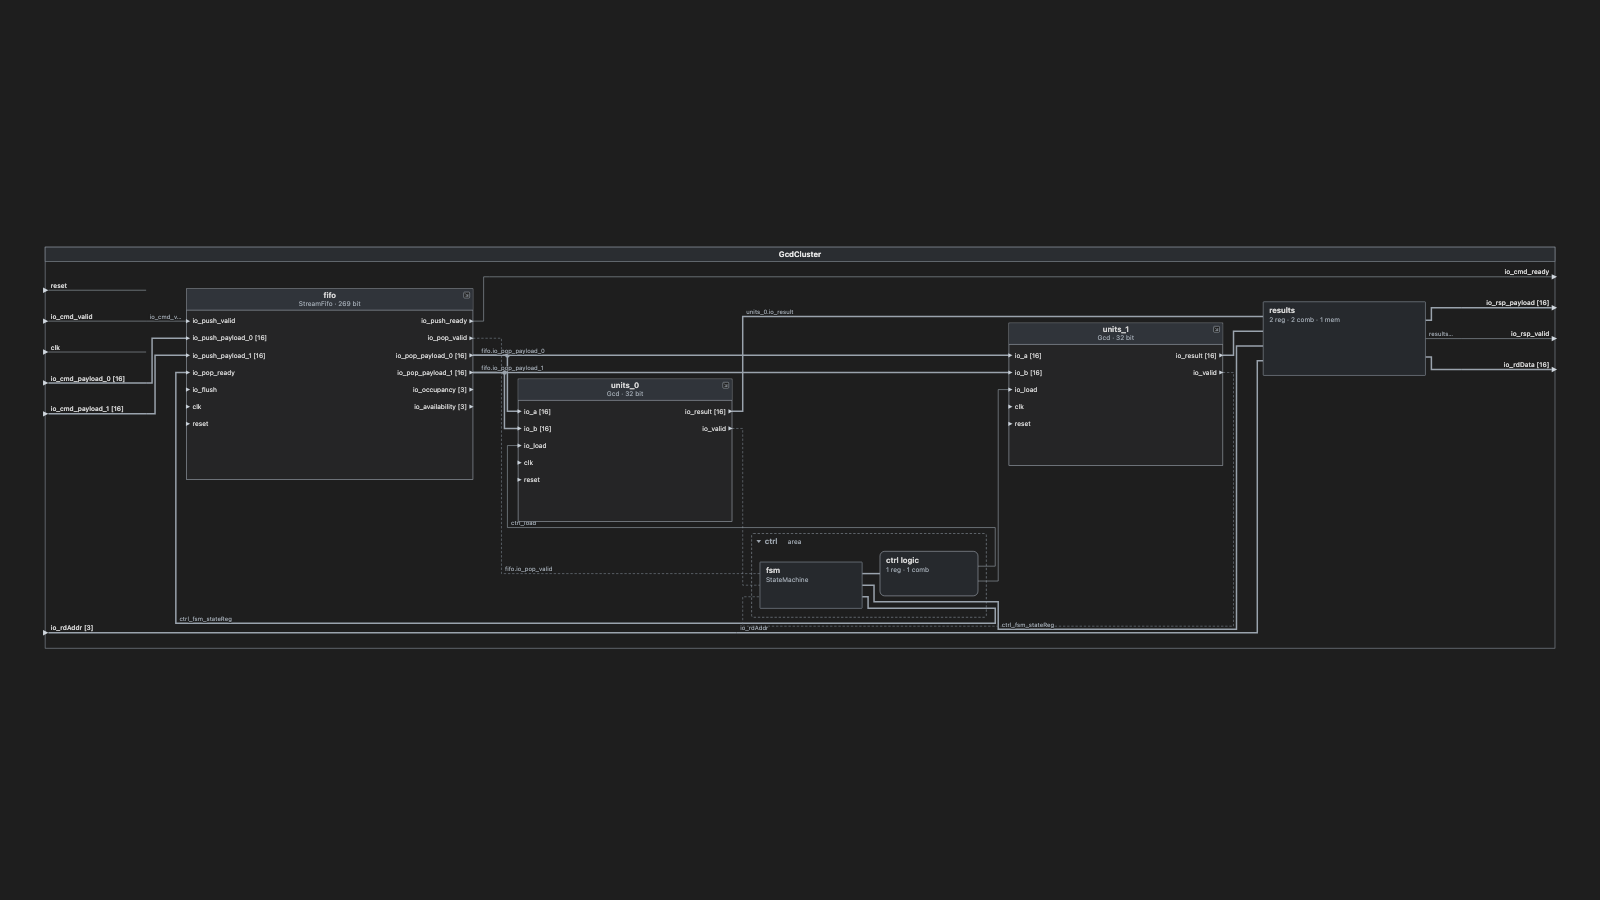 GcdCluster
reset
io_cmd_valid
clk
io_cmd_payload_0 [16]
io_cmd_payload_1 [16]
io_rdAddr [3]
io_cmd_v...
fifo
StreamFifo · 269 bit
io_push_valid
io_push_payload_0 [16]
io_push_payload_1 [16]
io_pop_ready
io_flush
clk
reset
io_push_ready
io_pop_valid
io_pop_payload_0 [16]
io_pop_payload_1 [16]
io_occupancy [3]
io_availability [3]
fifo.io_pop_payload_0
fifo.io_pop_payload_1
units_0
Gcd · 32 bit
io_a [16]
io_b [16]
io_load
clk
reset
io_result [16]
io_valid
ctrl_load
fifo.io_pop_valid
ctrl_fsm_stateReg
units_0.io_result
ctrl area
fsm
StateMachine
ctrl logic
1 reg · 1 comb
io_rdAddr
ctrl_fsm_stateReg
units_1
Gcd · 32 bit
io_a [16]
io_b [16]
io_load
clk
reset
io_result [16]
io_valid
results
2 reg · 2 comb · 1 mem
results...
io_cmd_ready
io_rsp_payload [16]
io_rsp_valid
io_rdData [16]